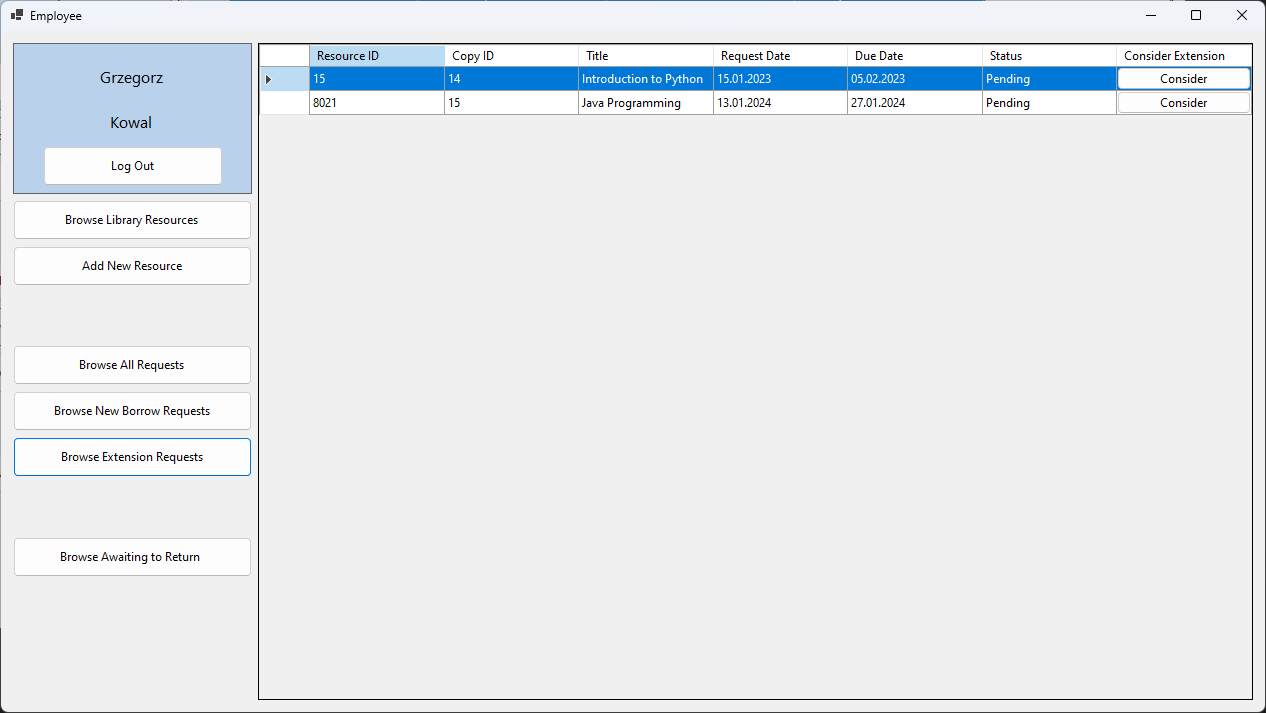 Employee
Grzegorz
Kowal
Log Out
Browse Library Resources
Add New Resource
Browse All Requests
Browse New Borrow Requests
Browse Extension Requests
Browse Awaiting to Return
Resource ID Copy ID Title Request Date Due Date Status Consider Extension
15 14 Introduction to Python 15.01.2023 05.02.2023 Pending Consider
8021 15 Java Programming 13.01.2024 27.01.2024 Pending Consider